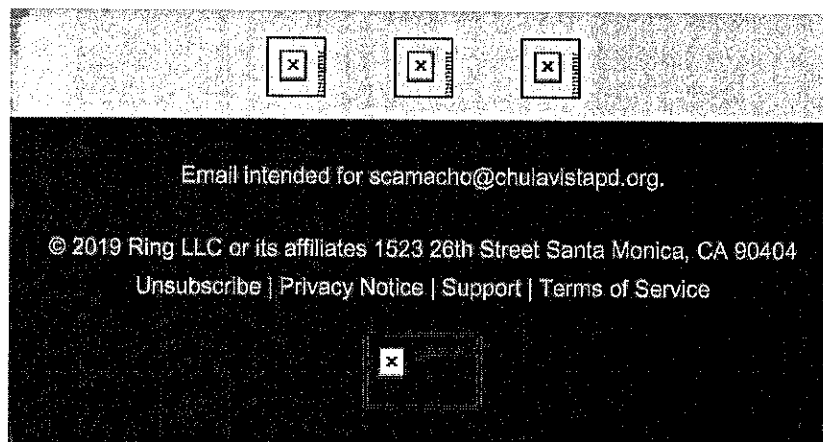 Email intended for scamacho@chulavistapd.org.
© 2019 Ring LLC or its affiliates 1523 26th Street Santa Monica, CA 90404
Unsubscribe | Privacy Notice | Support | Terms of Service